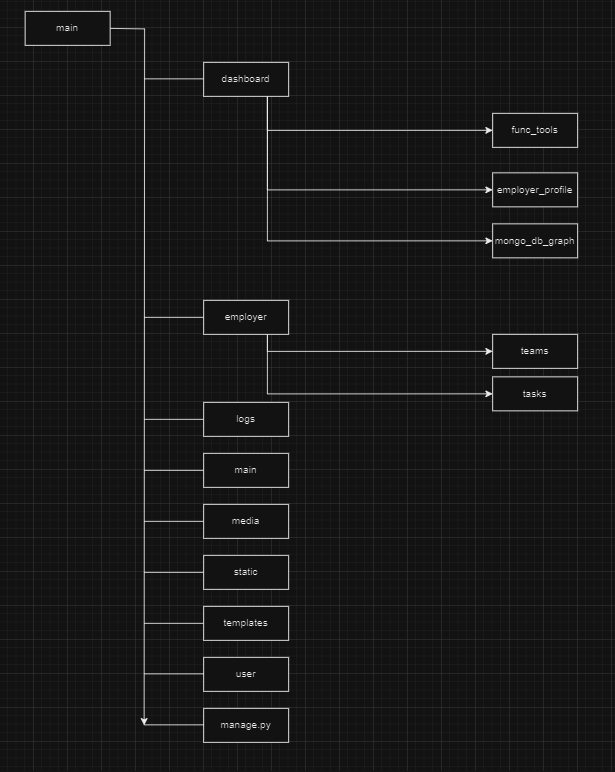 main
dashboard
func_tools
employer_profile
mongo_db_graph
employer
teams
tasks
logs
main
media
static
templates
user
manage.py